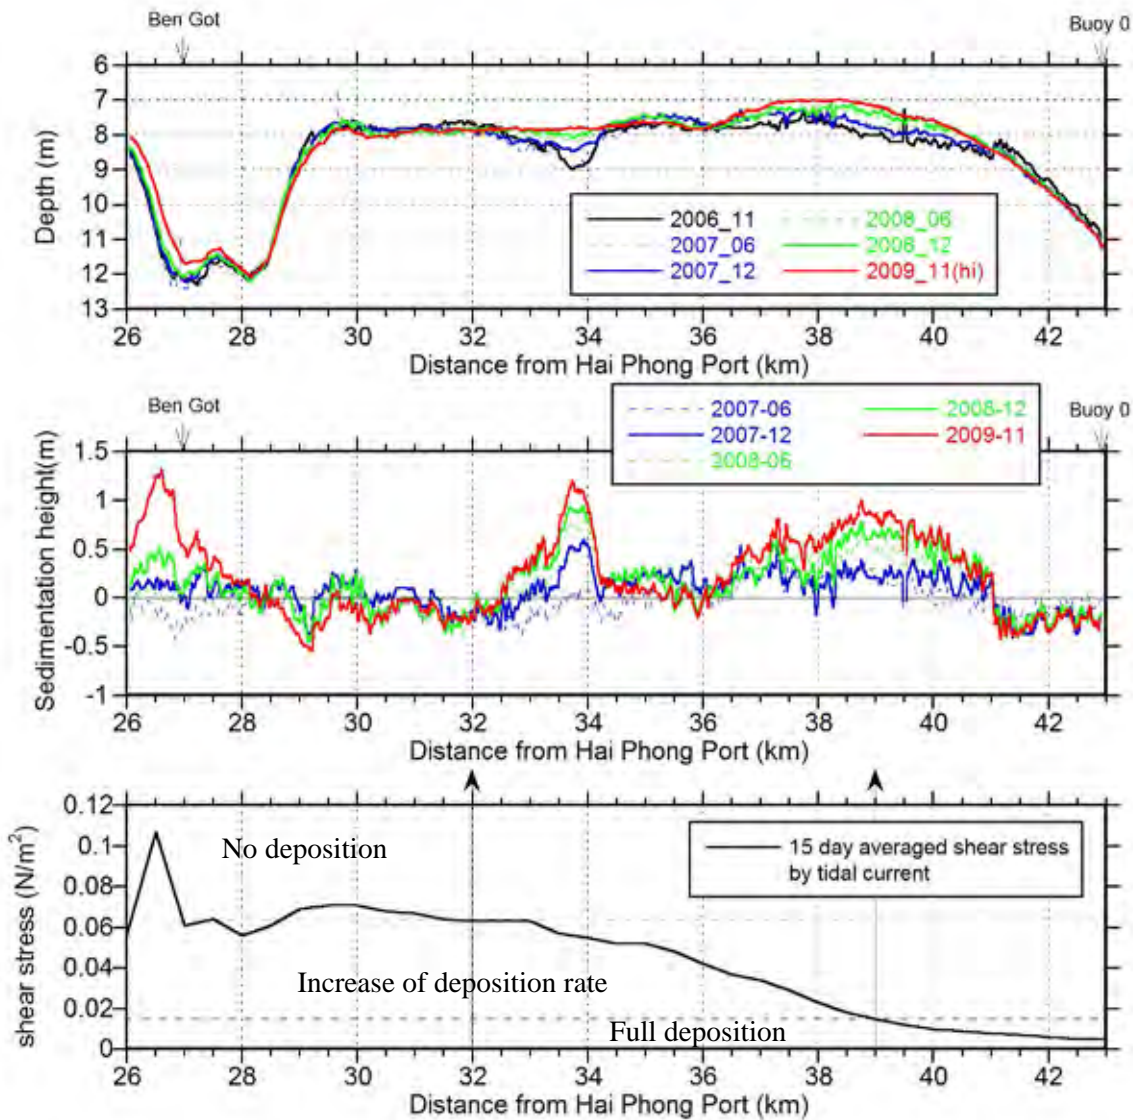 Ben Got
Buoy 0
6
7
8
9
10
11
12
13
Depth (m)
2006_11
2007_06
2007_12
2008_06
2008_12
2009_11(hi)
26 28 30 32 34 36 38 40 42
Distance from Hai Phong Port (km)
Ben Got
Buoy 0
2007-06
2007-12
2008-06
2008-12
2009-11
1.5
1
0.5
0
-0.5
-1
Sedimentation height(m)
26 28 30 32 34 36 38 40 42
Distance from Hai Phong Port (km)
0.12
0.1
0.08
0.06
0.04
0.02
0
shear stress (N/m²)
No deposition
15 day averaged shear stress
by tidal current
Increase of deposition rate
Full deposition
26 28 30 32 34 36 38 40 42
Distance from Hai Phong Port (km)